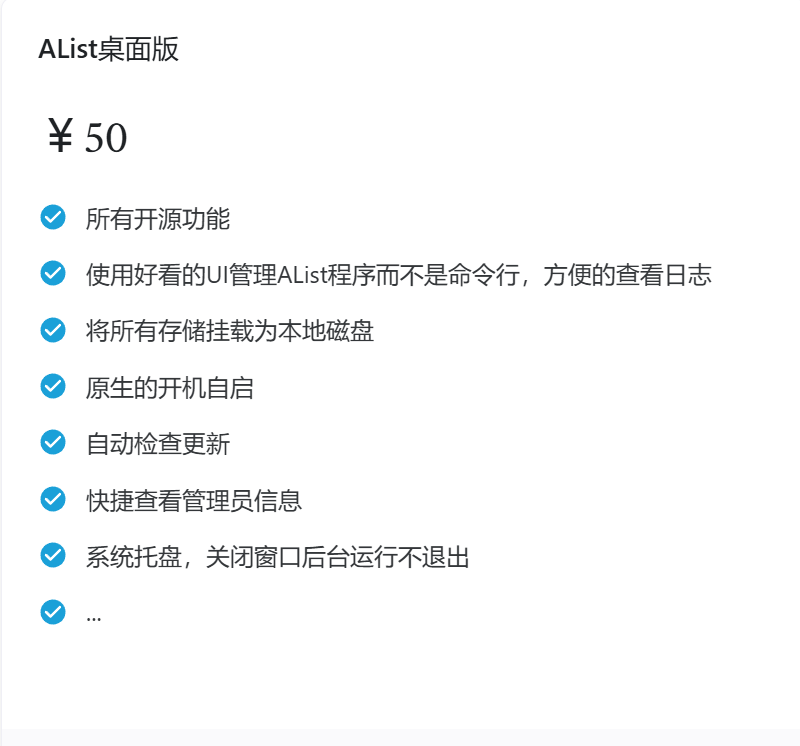 AList桌面版
￥50
所有开源功能
使用好看的UI管理AList程序而不是命令行，方便的查看日志
将所有存储挂载为本地磁盘
原生的开机自启
自动检查更新
快捷查看管理员信息
系统托盘，关闭窗口后台运行不退出
...